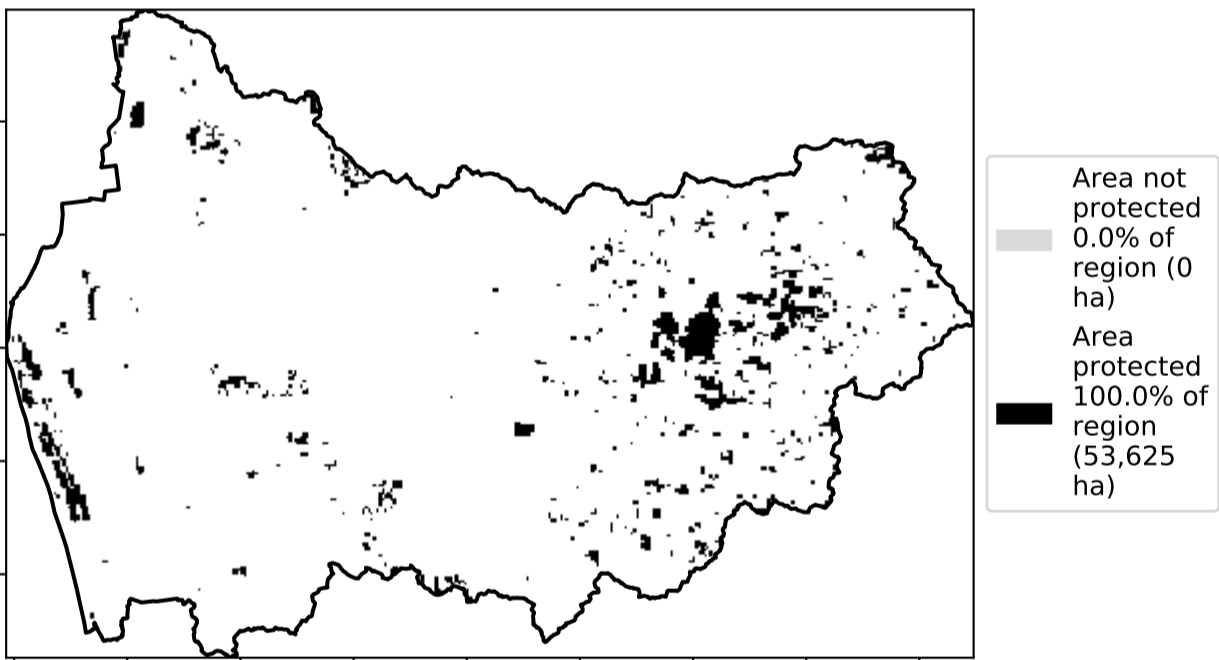 Area not
protected
0.0% of
region (0
ha)
Area
protected
100.0% of
region
(53,625
ha)